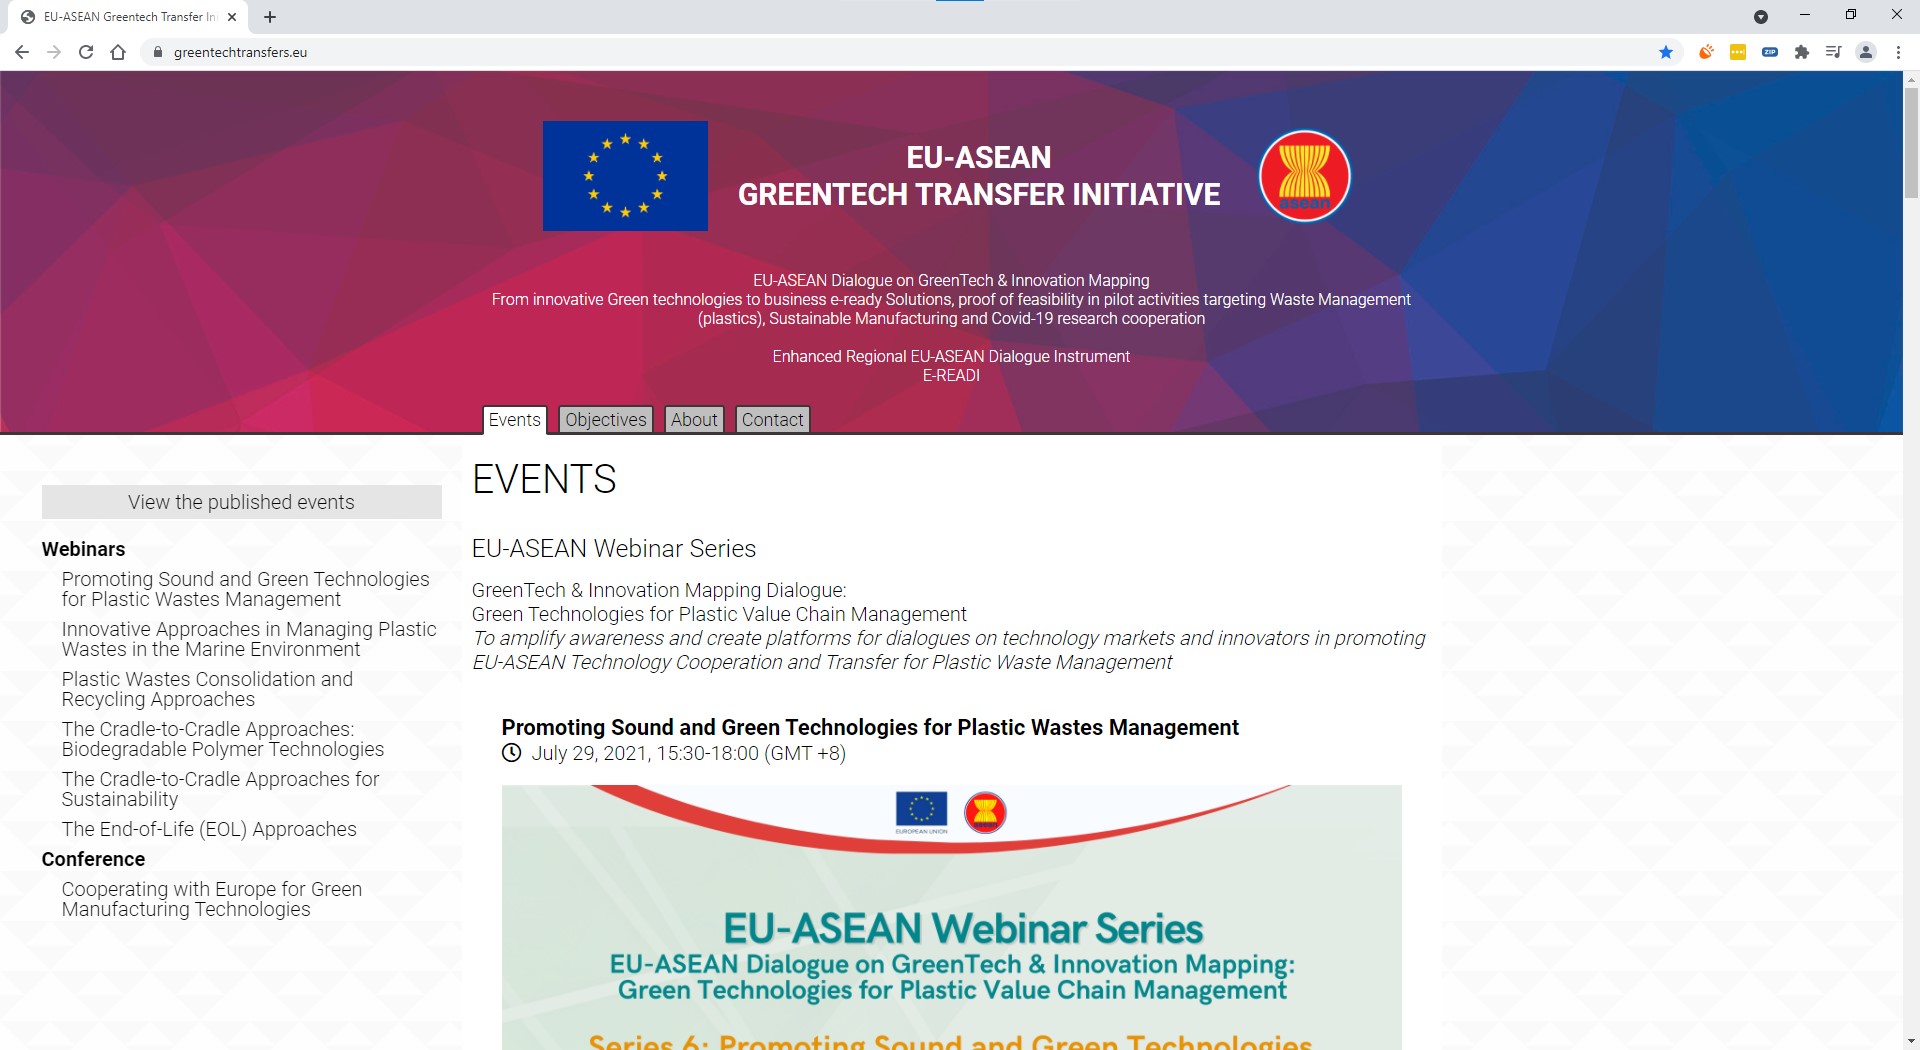 EU-ASEAN Greentech Transfer In
greentechtransfers.eu
ZIP
EU-ASEAN
GREENTECH TRANSFER INITIATIVE
asean
EU-ASEAN Dialogue on GreenTech & Innovation Mapping
From innovative Green technologies to business e-ready Solutions, proof of feasibility in pilot activities targeting Waste Management
(plastics), Sustainable Manufacturing and Covid-19 research cooperation
Enhanced Regional EU-ASEAN Dialogue Instrument
E-READI
Events Objectives About Contact
View the published events
Webinars
Promoting Sound and Green Technologies
for Plastic Wastes Management
Innovative Approaches in Managing Plastic
Wastes in the Marine Environment
Plastic Wastes Consolidation and
Recycling Approaches
The Cradle-to-Cradle Approaches:
Biodegradable Polymer Technologies
The Cradle-to-Cradle Approaches for
Sustainability
The End-of-Life (EOL) Approaches
Conference
Cooperating with Europe for Green
Manufacturing Technologies
EVENTS
EU-ASEAN Webinar Series
GreenTech & Innovation Mapping Dialogue:
Green Technologies for Plastic Value Chain Management
To amplify awareness and create platforms for dialogues on technology markets and innovators in promoting
EU-ASEAN Technology Cooperation and Transfer for Plastic Waste Management
Promoting Sound and Green Technologies for Plastic Wastes Management
July 29, 2021, 15:30-18:00 (GMT +8)
EUROPEAN UNION
EU-ASEAN Webinar Series
EU-ASEAN Dialogue on GreenTech & Innovation Mapping:
Green Technologies for Plastic Value Chain Management
Series 6: Promoting Sound and Green Technologies